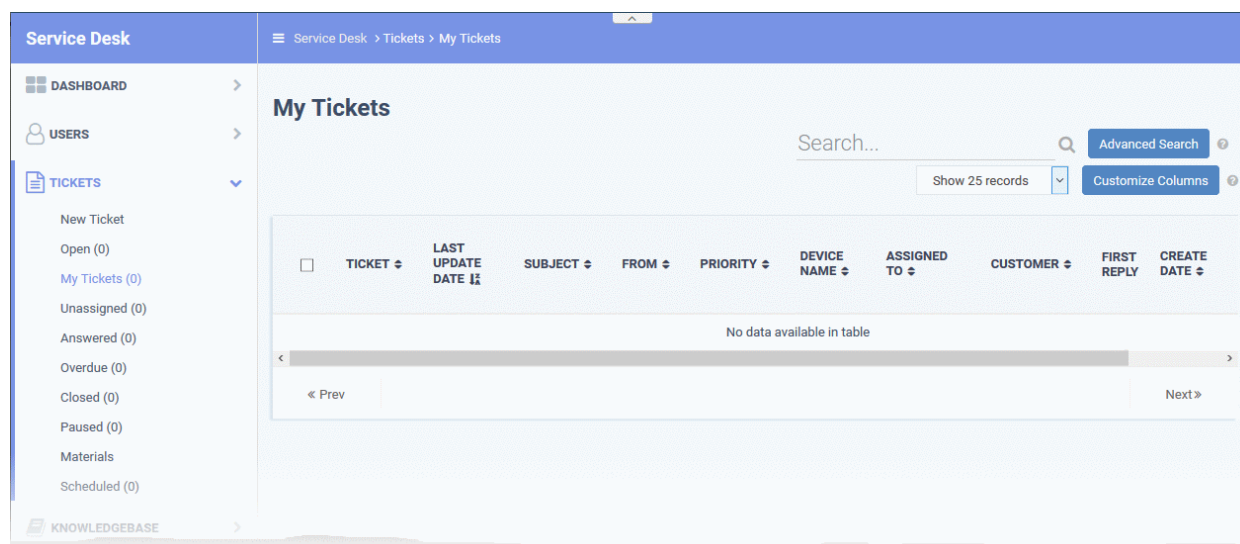 Service Desk
Service Desk > Tickets > My Tickets
DASHBOARD
USERS
TICKETS
New Ticket
Open (0)
My Tickets (0)
Unassigned (0)
Answered (0)
Overdue (0)
Closed (0)
Paused (0)
Materials
Scheduled (0)
KNOWLEDGEBASE
My Tickets
Search...
Advanced Search
Show 25 records
Customize Columns
TICKET
LAST
UPDATE
DATE
SUBJECT
FROM
PRIORITY
DEVICE
NAME
ASSIGNED
TO
CUSTOMER
FIRST
REPLY
CREATE
DATE
No data available in table
« Prev
Next »